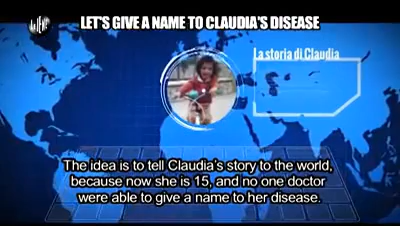 LET'S GIVE A NAME TO CLAUDIA'S DISEASE
La storia di Claudia
The idea is to tell Claudia's story to the world,
because now she is 15, and no one doctor
were able to give a name to her disease.